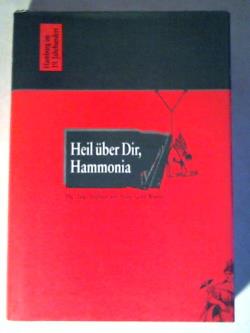 Hamburg im
19. Jahrhundert
Heil über Dir,
Hammonia